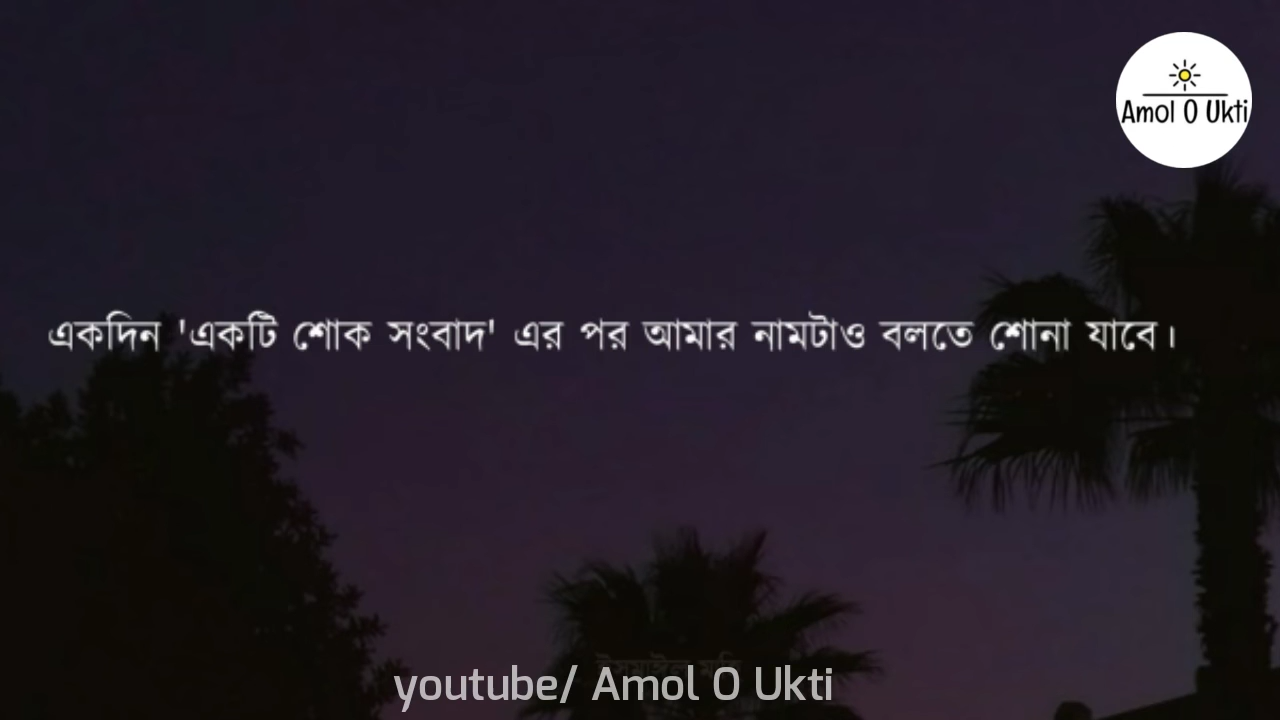 Amol O Ukti
একদিন 'একটি শোক সংবাদ' এর পর আমার নামটাও বলতে শোনা যাবে।
youtube/ Amol O Ukti